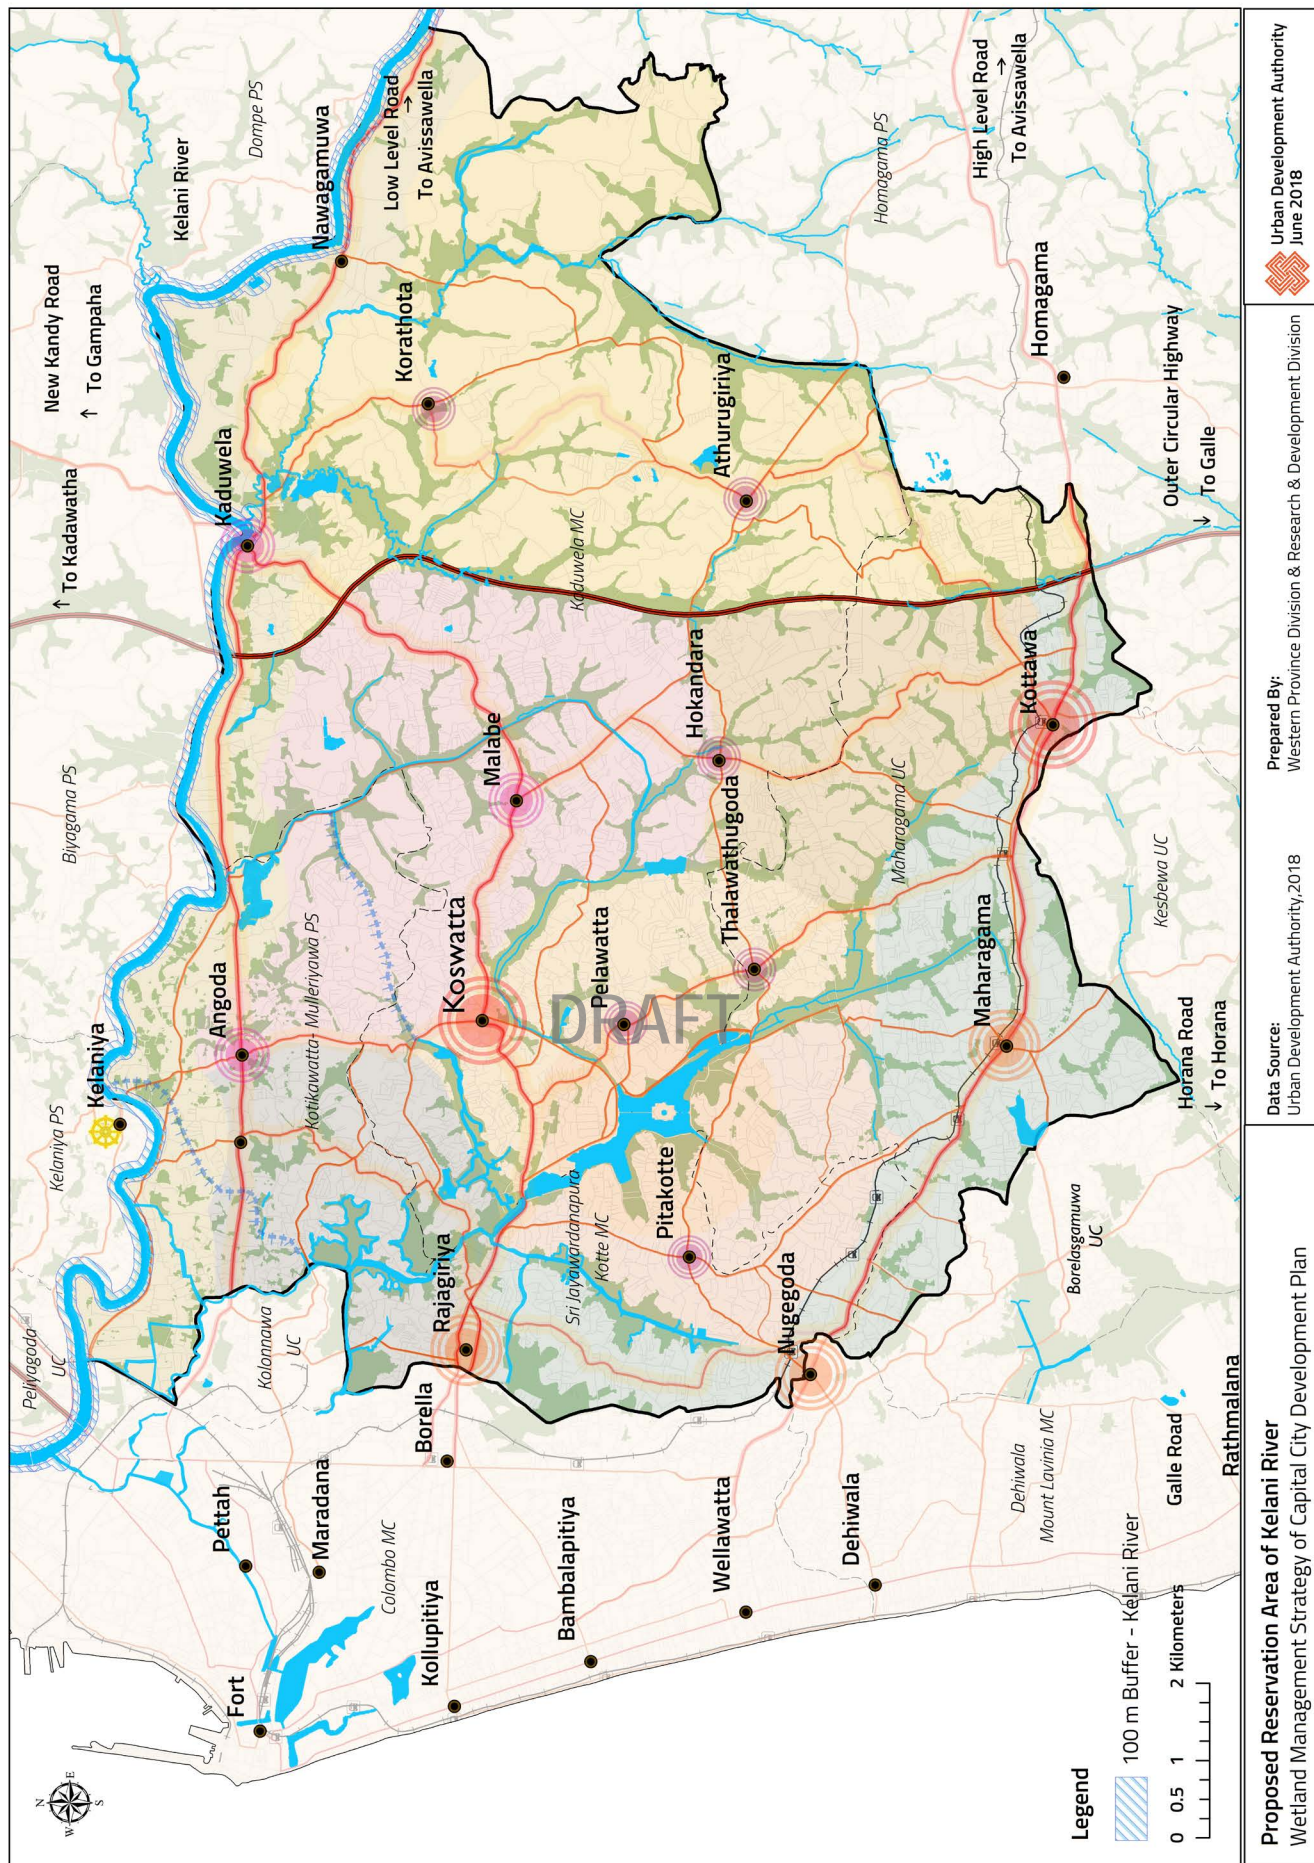 N
W
E
S
Fort
Pettah
Maradana
Colombo MC
Kollupitiya
Borella
Bambalapitiya
Wellawatta
Dehiwala
Dehiwala
Mount Lavinia MC
Galle Road
Rathmalana
Peliyagoda
UC
Kolonnawa
UC
Kelaniya PS
Kelaniya
Biyagama PS
Angoda
Kotikawatta- Mulleriyawa PS
Rajagiriya
Sri Jayawardanapura
Kotte MC
Pitakotte
Nugegoda
Koswatta
Pelawatta
DRAFT
Thalawathugoda
Malabe
Hokandara
Maharagama UC
Maharagama
Kottawa
Borelasgamuwa
UC
Horana Road
↓ To Horana
Kesbewa UC
↑ To Kadawatha
New Kandy Road
↑ To Gampaha
Kaduwela
Kaduwela MC
Korathota
Athurugiriya
Nawagamuwa
Kelani River
Dompe PS
Low Level Road
→
To Avissawella
Homagama PS
High Level Road
→
To Avissawella
Homagama
Outer Circular Highway
↓ To Galle
Legend
100 m Buffer - Kelani River
0 0.5 1 2 Kilometers
Proposed Reservation Area of Kelani River
Wetland Management Strategy of Capital City Development Plan
Data Source:
Urban Development Authority,2018
Prepared By:
Western Province Division & Research & Development Division
Urban Development Authority
June 2018